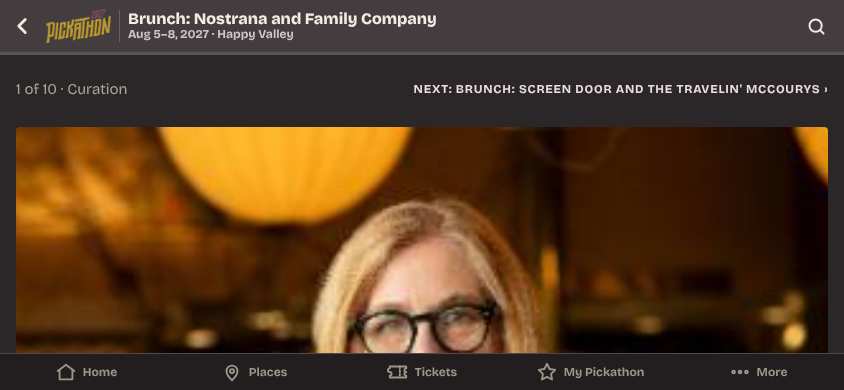 PICKATHON
Brunch: Nostrana and Family Company
Aug 5–8, 2027 · Happy Valley
1 of 10 · Curation
NEXT: BRUNCH: SCREEN DOOR AND THE TRAVELIN' MCCOURYS ›
Home
Places
Tickets
My Pickathon
More